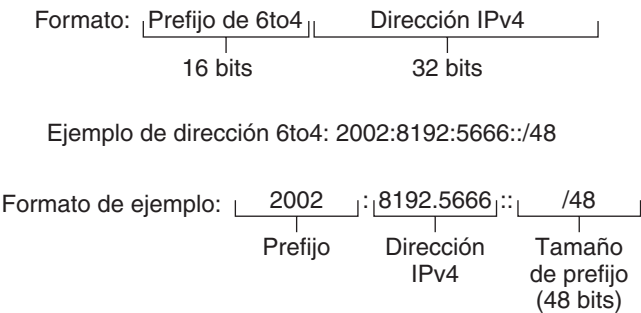 Formato: Prefijo de 6to4 Dirección IPv4
16 bits 32 bits
Ejemplo de dirección 6to4: 2002:8192:5666::/48
Formato de ejemplo: 2002 : 8192.5666 :: /48
Prefijo Dirección Tamaño
IPv4 de prefijo
(48 bits)